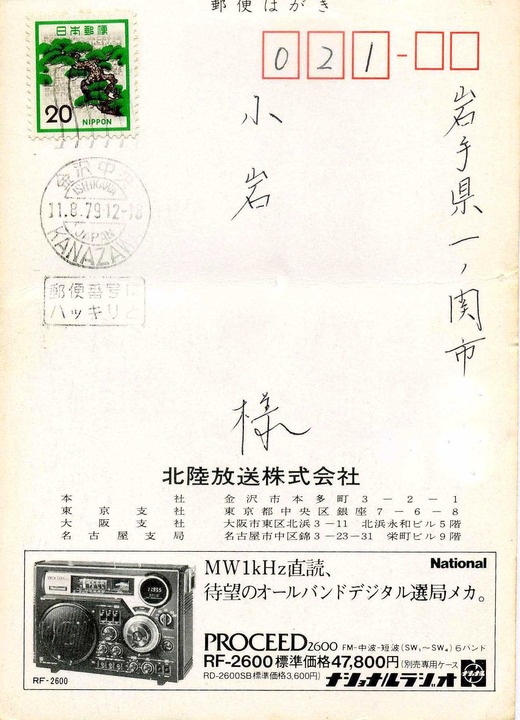 郵便はがき
日本郵便
20
NIPPON
021-
岩手県一ノ関市
小岩
様
金沢中央
ISHIKAWA
11.8.79.12-18
JAPAN
KANAZAWA
郵便番号は
ハッキリと
北陸放送株式会社
本社 金沢市本多町3-2-1
東京支社 東京都中央区銀座7-6-8
大阪支社 大阪市東区北浜3-11 北浜永和ビル5階
名古屋支局 名古屋市中区錦3-23-31 栄町ビル9階
MW1kHz直読、
National
待望のオールバンドデジタル選局メカ。
PROCEED2600 FM-中波-短波(SW₁~SW₄)6バンド
RF-2600標準価格47,800円(別売専用ケース
RD-2600SB標準価格3,600円)
ナショナルラジオ
RF-2600